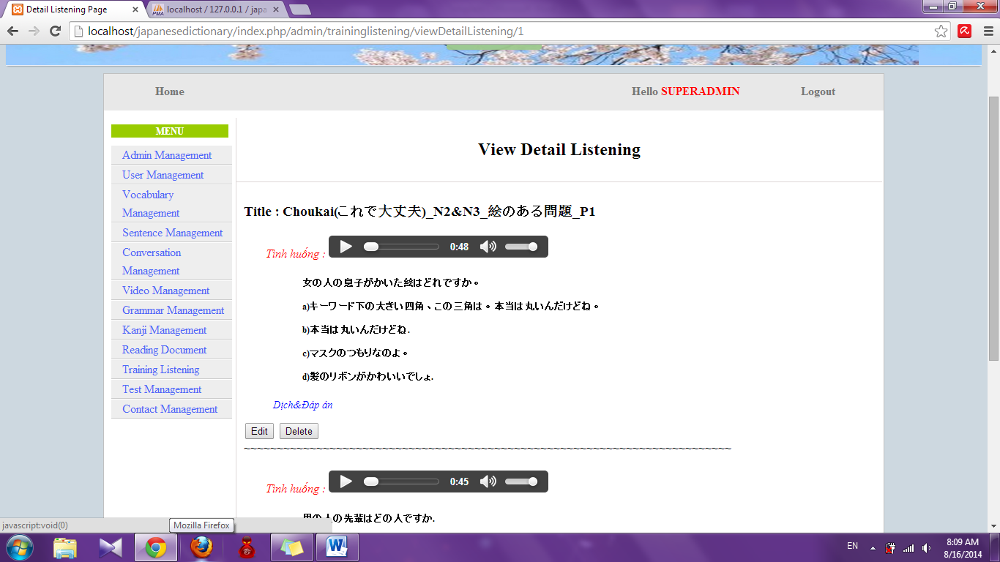 Detail Listening Page
localhost / 127.0.0.1 / japa
localhost/japanesedictionary/index.php/admin/traininglistening/viewDetailListening/1
Home
Hello SUPERADMIN
Logout
MENU
Admin Management
User Management
Vocabulary
Management
Sentence Management
Conversation
Management
Video Management
Grammar Management
Kanji Management
Reading Document
Training Listening
Test Management
Contact Management
View Detail Listening
Title : Choukai(これで大丈夫)_N2&N3_絵のある問題_P1
Tình huống :
0:48
女の人の息子がかいた絵はどれですか。
a)キーワード下の大きい四角、この三角は。本当は丸いんだけどね。
b)本当は丸いんだけどね.
c)マスクのつもりなのよ。
d)髪のリボンがかわいいでしょ.
Dịch&Đáp án
Edit Delete
~~~~~~~~~~~~~~~~~~~~~~~~~~~~~~~~~~~~~~~~~~~~~~~~~~~~~~~~~~~~~~~~~~~~~~~~~~
Tình huống :
0:45
男の人の先輩はどの人ですか.
javascript:void(0)
Mozilla Firefox
EN
8:09 AM
8/16/2014